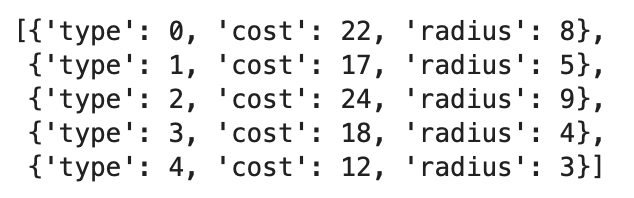 [{'type': 0, 'cost': 22, 'radius': 8},
{'type': 1, 'cost': 17, 'radius': 5},
{'type': 2, 'cost': 24, 'radius': 9},
{'type': 3, 'cost': 18, 'radius': 4},
{'type': 4, 'cost': 12, 'radius': 3}]